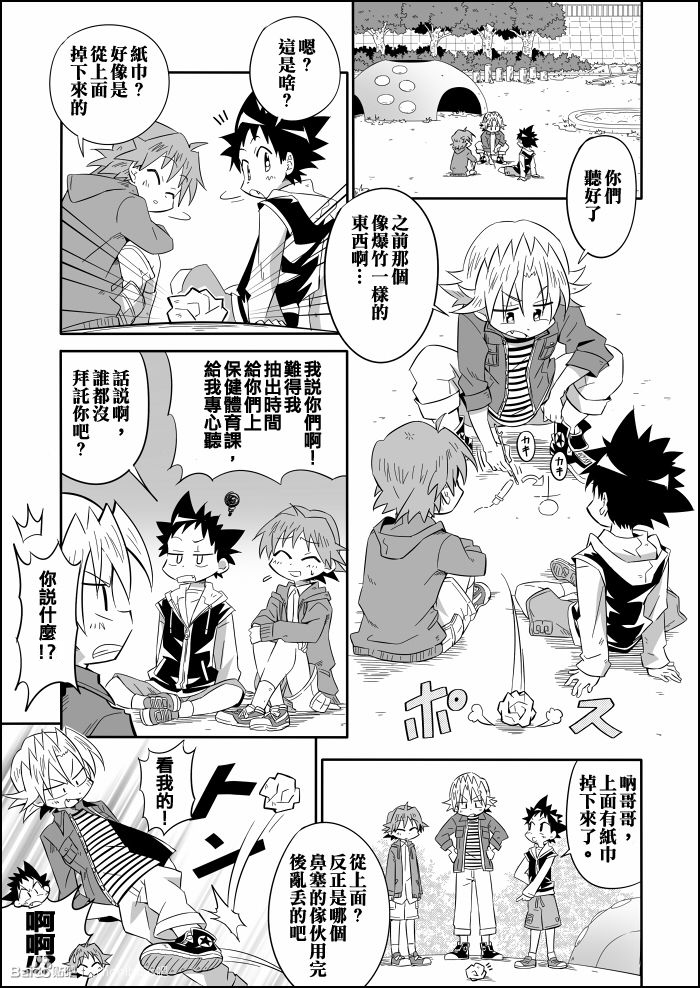 你們
聽好了
之前那個
像爆竹一樣的
東西啊…
カキ
カキ
ポス
嗯？
這是啥？
紙巾？
好像是
從上面
掉下來的
我説你們啊！
難得我
抽出時間
給你們上
保健體育課，
給我專心聽
話説啊，
誰都沒
拜託你吧？
你説什麼!?
吶哥哥，
上面有紙巾
掉下來了。
從上面？
反正是哪個
鼻塞的傢伙用完
後亂丟的吧
看我的！
トン
啊啊